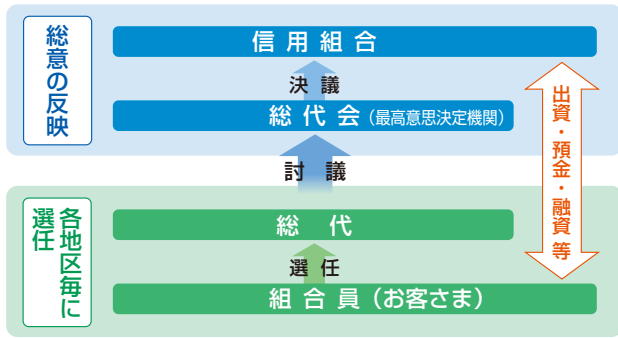 総意の反映
信用組合
決議
総代会(最高意思決定機関)
討議
出資・預金・融資 等
各地区毎に
選任
総代
選任
組合員(お客さま)